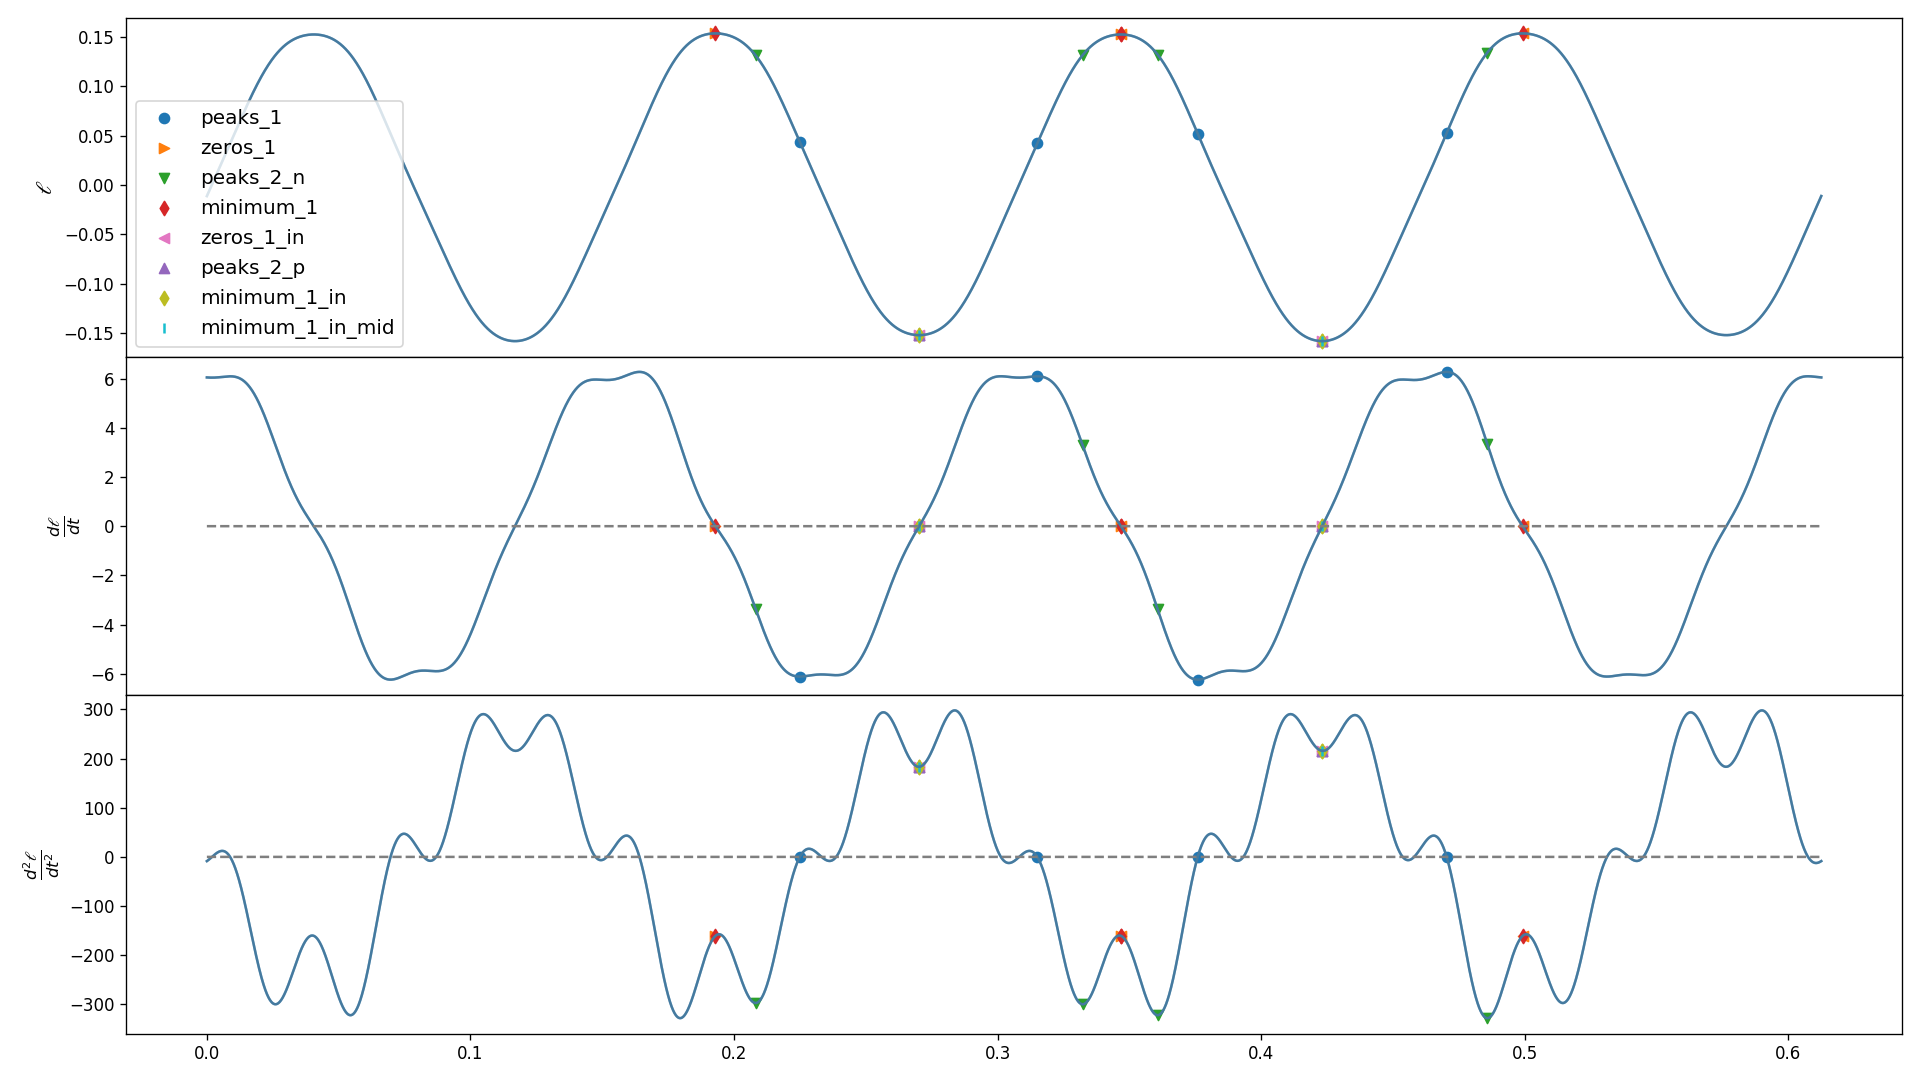 0.15
0.10
0.05
0.00
−0.05
−0.10
−0.15
ℓ
peaks_1
zeros_1
peaks_2_n
minimum_1
zeros_1_in
peaks_2_p
minimum_1_in
minimum_1_in_mid
6
4
2
0
−2
−4
−6
dℓ
dt
300
200
100
0
−100
−200
−300
d²ℓ
dt²
0.0 0.1 0.2 0.3 0.4 0.5 0.6